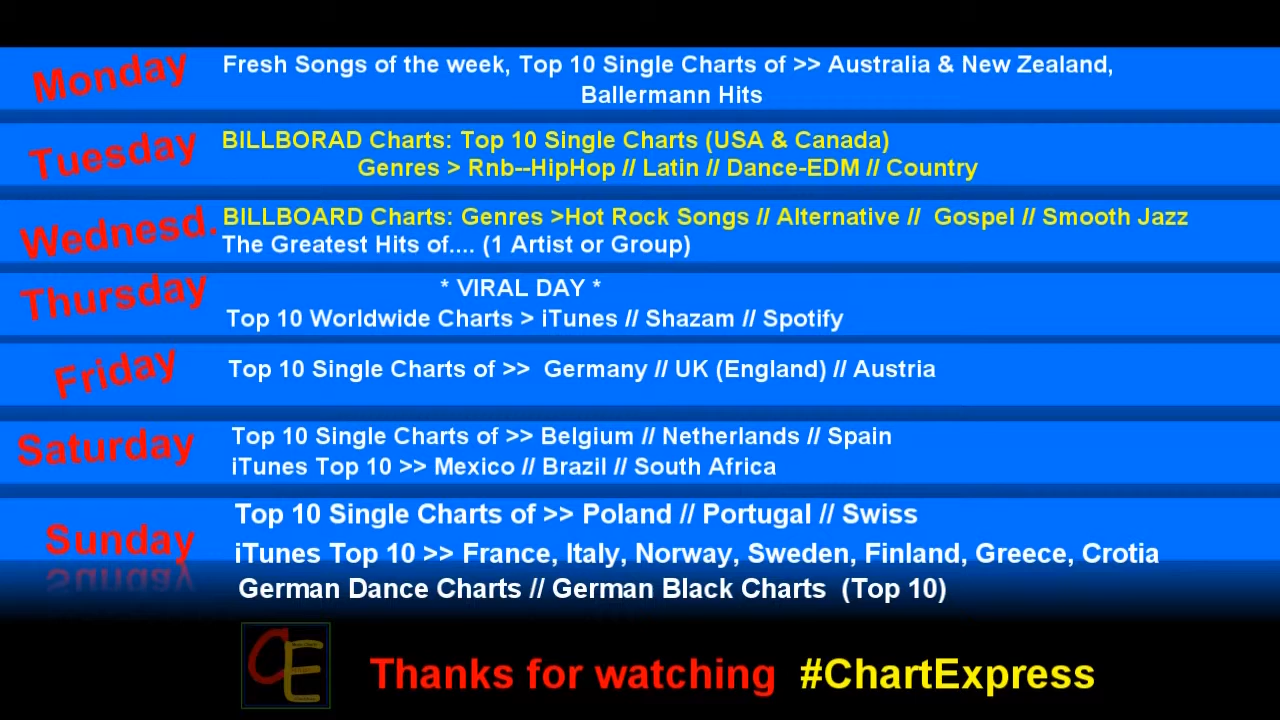 Monday
Fresh Songs of the week, Top 10 Single Charts of >> Australia & New Zealand,
Ballermann Hits
Tuesday
BILLBORAD Charts: Top 10 Single Charts (USA & Canada)
Genres > Rnb--HipHop // Latin // Dance-EDM // Country
Wednesd.
BILLBOARD Charts: Genres >Hot Rock Songs // Alternative // Gospel // Smooth Jazz
The Greatest Hits of.... (1 Artist or Group)
Thursday
* VIRAL DAY *
Top 10 Worldwide Charts > iTunes // Shazam // Spotify
Friday
Top 10 Single Charts of >> Germany // UK (England) // Austria
Saturday
Top 10 Single Charts of >> Belgium // Netherlands // Spain
iTunes Top 10 >> Mexico // Brazil // South Africa
Sunday
Top 10 Single Charts of >> Poland // Portugal // Swiss
iTunes Top 10 >> France, Italy, Norway, Sweden, Finland, Greece, Crotia
German Dance Charts // German Black Charts (Top 10)
CE
Thanks for watching #ChartExpress